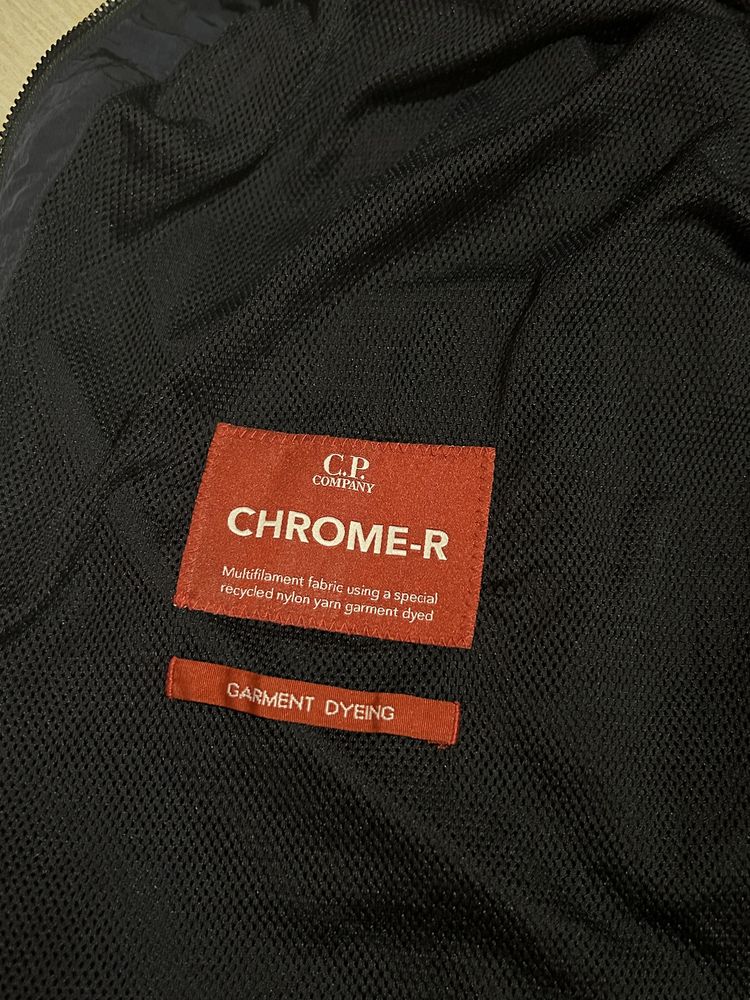 C.P.
COMPANY
CHROME-R
Multifilament fabric using a special
recycled nylon yarn garment dyed
GARMENT DYEING